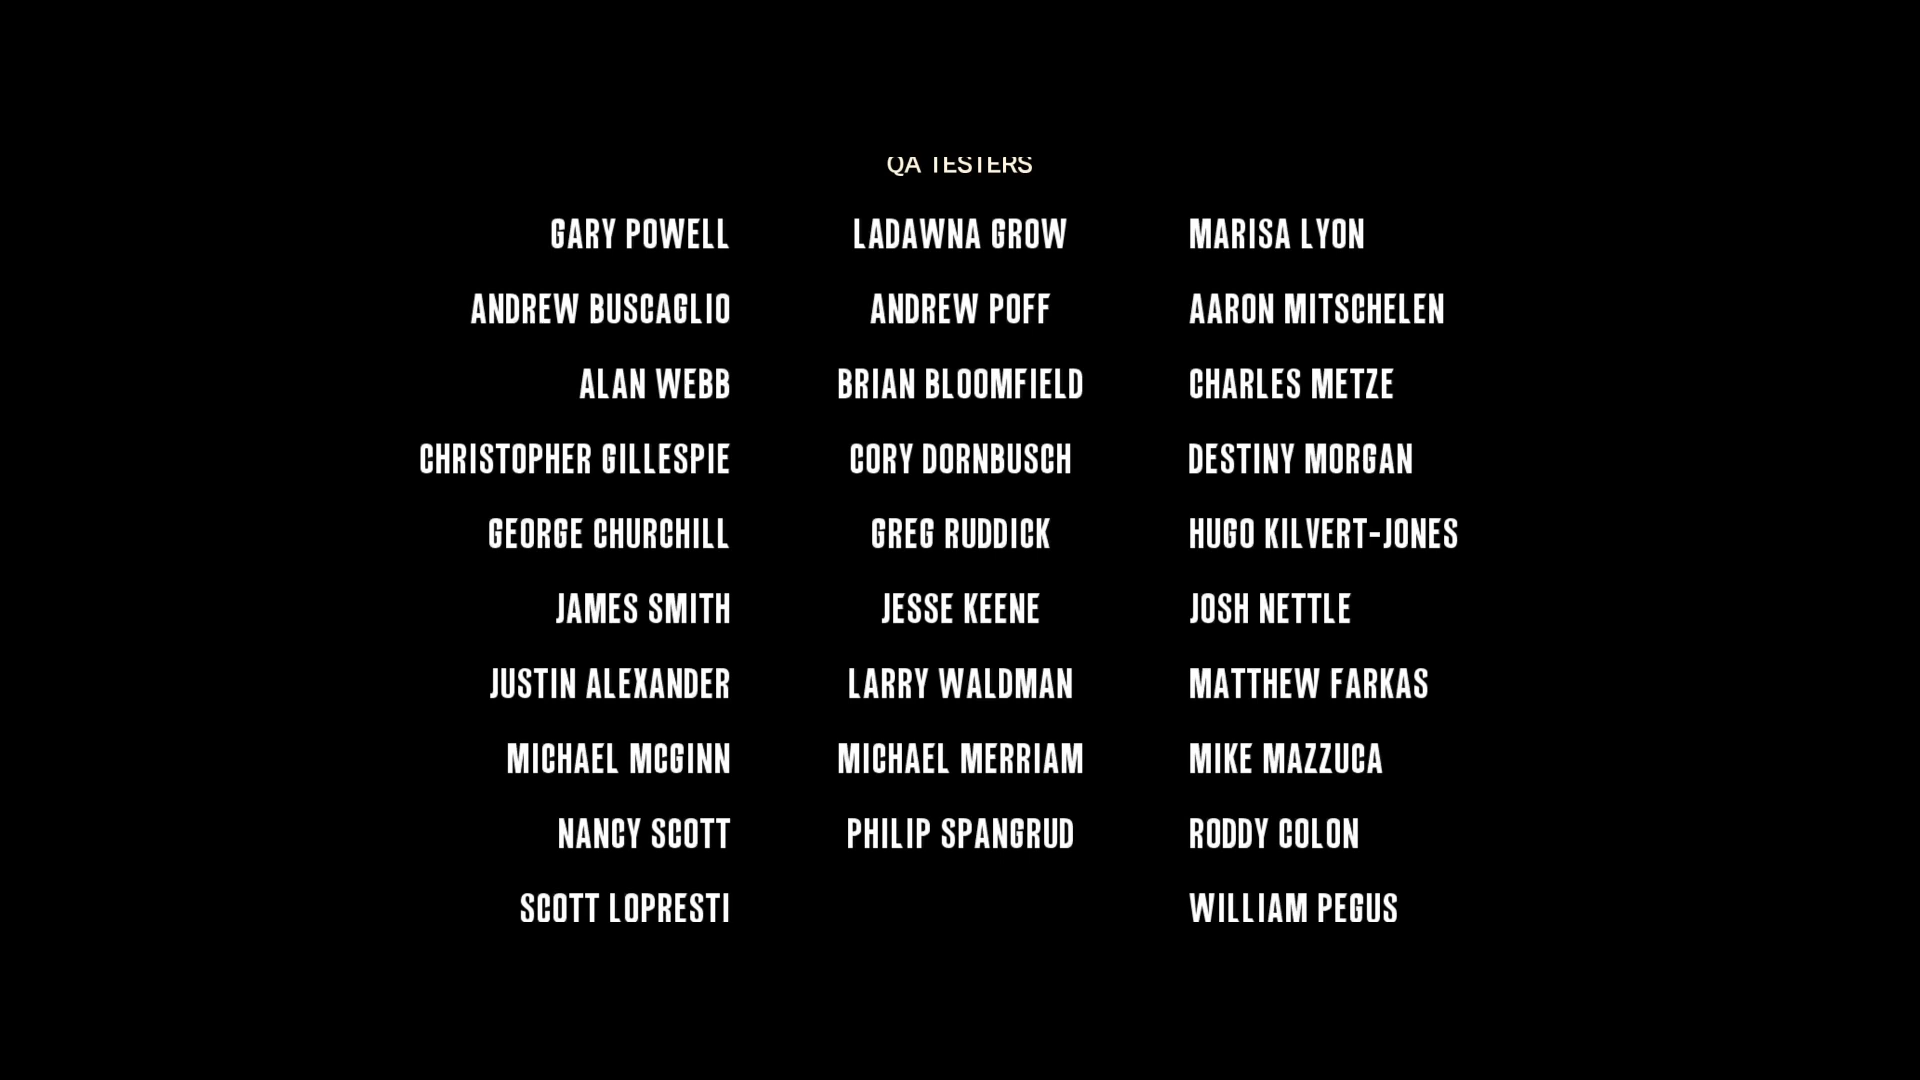 QA TESTERS
GARY POWELL LADAWNA GROW MARISA LYON
ANDREW BUSCAGLIO ANDREW POFF AARON MITSCHELEN
ALAN WEBB BRIAN BLOOMFIELD CHARLES METZE
CHRISTOPHER GILLESPIE CORY DORNBUSCH DESTINY MORGAN
GEORGE CHURCHILL GREG RUDDICK HUGO KILVERT-JONES
JAMES SMITH JESSE KEENE JOSH NETTLE
JUSTIN ALEXANDER LARRY WALDMAN MATTHEW FARKAS
MICHAEL MCGINN MICHAEL MERRIAM MIKE MAZZUCA
NANCY SCOTT PHILIP SPANGRUD RODDY COLON
SCOTT LOPRESTI WILLIAM PEGUS